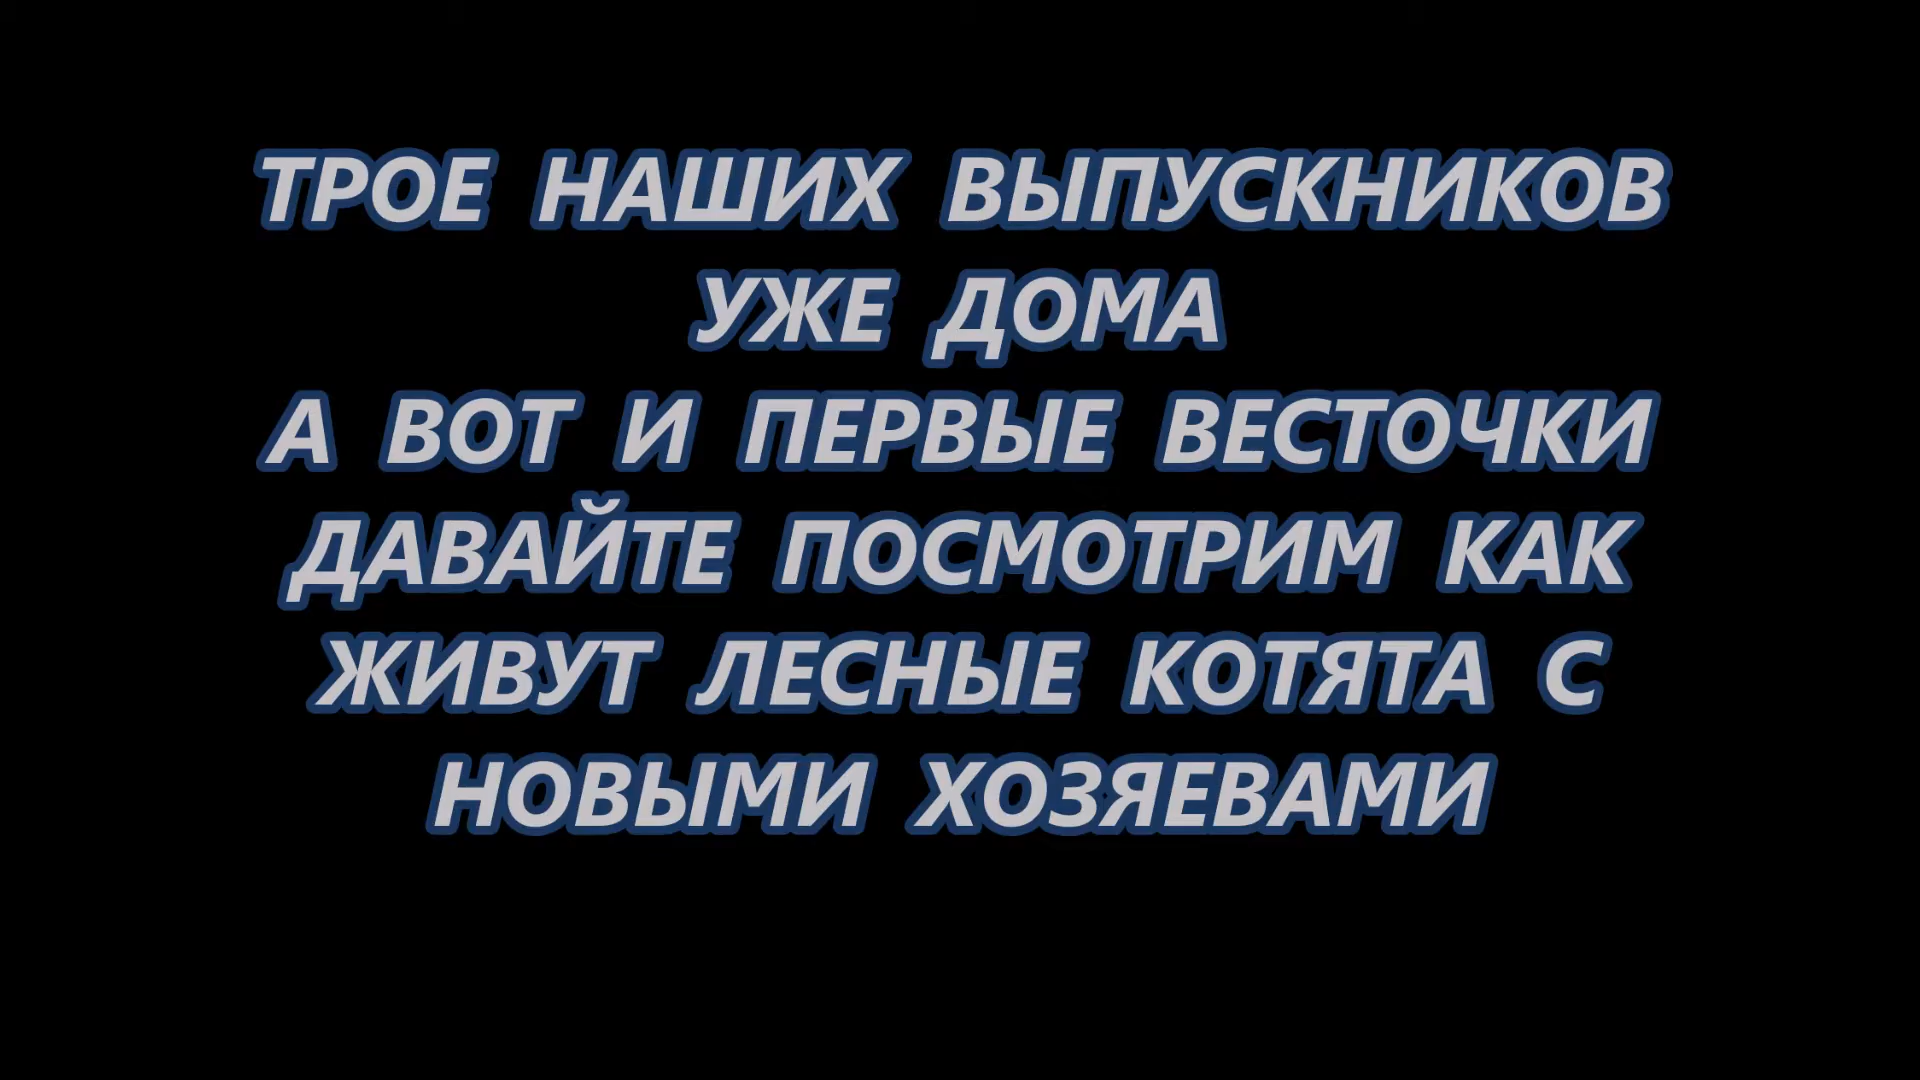 ТРОЕ НАШИХ ВЫПУСКНИКОВ
УЖЕ ДОМА
А ВОТ И ПЕРВЫЕ ВЕСТОЧКИ
ДАВАЙТЕ ПОСМОТРИМ КАК
ЖИВУТ ЛЕСНЫЕ КОТЯТА С
НОВЫМИ ХОЗЯЕВАМИ